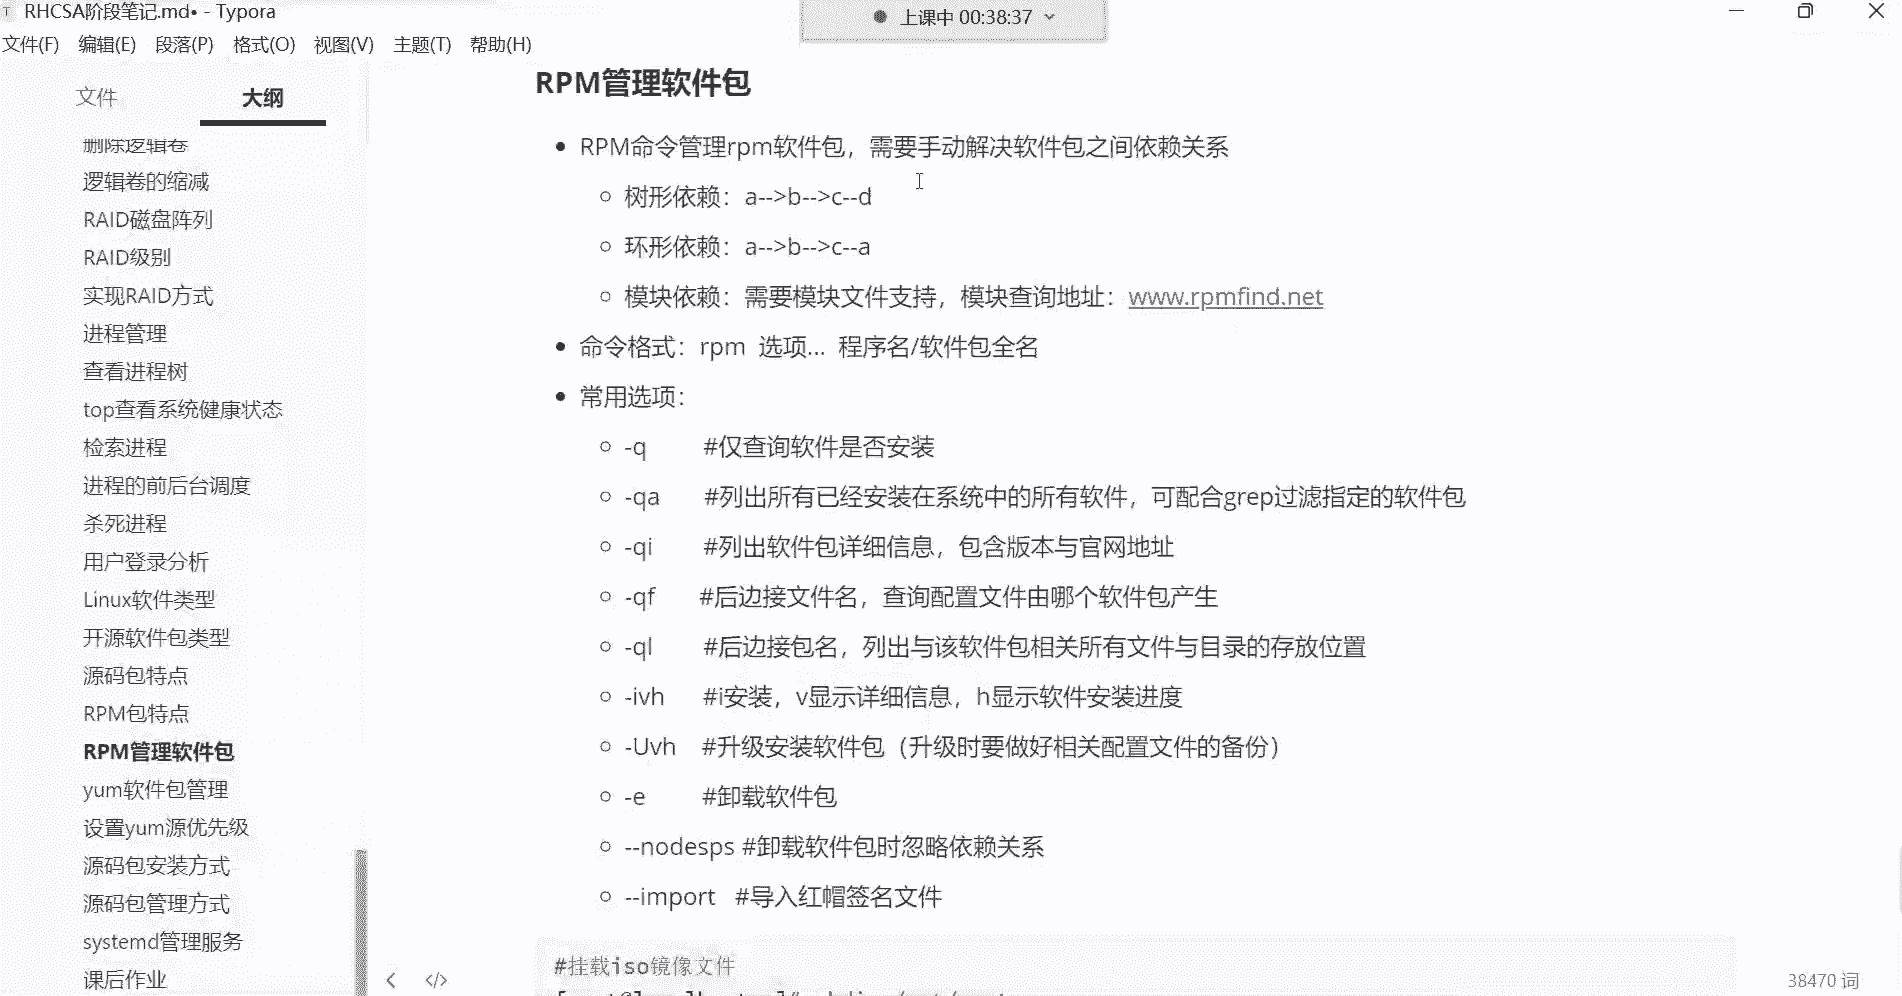 RHCSA阶段笔记.md• - Typora
上课中 00:38:37
文件(F) 编辑(E) 段落(P) 格式(O) 视图(V) 主题(T) 帮助(H)
文件 大纲
删除逻辑卷
逻辑卷的缩减
RAID磁盘阵列
RAID级别
实现RAID方式
进程管理
查看进程树
top查看系统健康状态
检索进程
进程的前后台调度
杀死进程
用户登录分析
Linux软件类型
开源软件包类型
源码包特点
RPM包特点
RPM管理软件包
yum软件包管理
设置yum源优先级
源码包安装方式
源码包管理方式
systemd管理服务
课后作业
RPM管理软件包
RPM命令管理rpm软件包，需要手动解决软件包之间依赖关系
树形依赖：a-->b-->c--d
环形依赖：a-->b-->c--a
模块依赖：需要模块文件支持，模块查询地址：www.rpmfind.net
命令格式：rpm 选项... 程序名/软件包全名
常用选项：
-q #仅查询软件是否安装
-qa #列出所有已经安装在系统中的所有软件，可配合grep过滤指定的软件包
-qi #列出软件包详细信息，包含版本与官网地址
-qf #后边接文件名，查询配置文件由哪个软件包产生
-ql #后边接包名，列出与该软件包相关所有文件与目录的存放位置
-ivh #i安装，v显示详细信息，h显示软件安装进度
-Uvh #升级安装软件包（升级时要做好相关配置文件的备份）
-e #卸载软件包
--nodesps #卸载软件包时忽略依赖关系
--import #导入红帽签名文件
#挂载iso镜像文件
38470 词